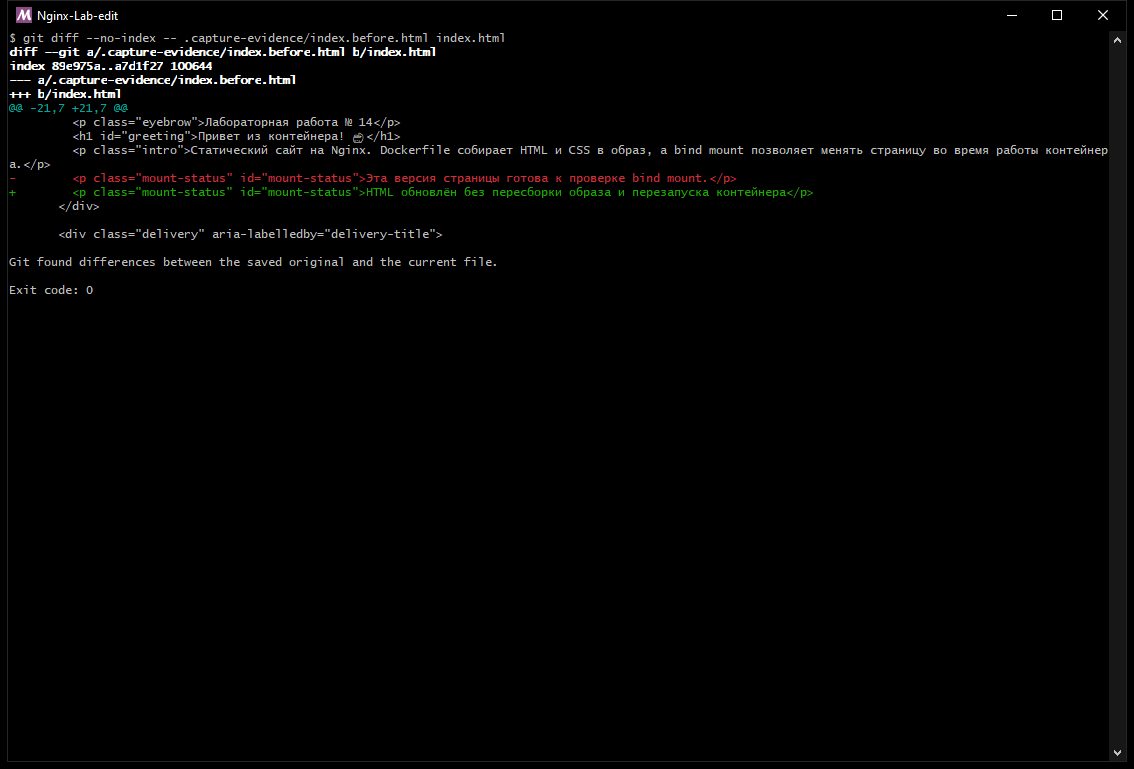 Nginx-Lab-edit
$ git diff --no-index -- .capture-evidence/index.before.html index.html
diff --git a/.capture-evidence/index.before.html b/index.html
index 89e975a..a7d1f27 100644
--- a/.capture-evidence/index.before.html
+++ b/index.html
@@ -21,7 +21,7 @@
         <p class="eyebrow">Лабораторная работа № 14</p>
         <h1 id="greeting">Привет из контейнера! ☕</h1>
         <p class="intro">Статический сайт на Nginx. Dockerfile собирает HTML и CSS в образ, а bind mount позволяет менять страницу во время работы контейнер
а.</p>
-        <p class="mount-status" id="mount-status">Эта версия страницы готова к проверке bind mount.</p>
+        <p class="mount-status" id="mount-status">HTML обновлён без пересборки образа и перезапуска контейнера</p>
       </div>
       <div class="delivery" aria-labelledby="delivery-title">
Git found differences between the saved original and the current file.
Exit code: 0